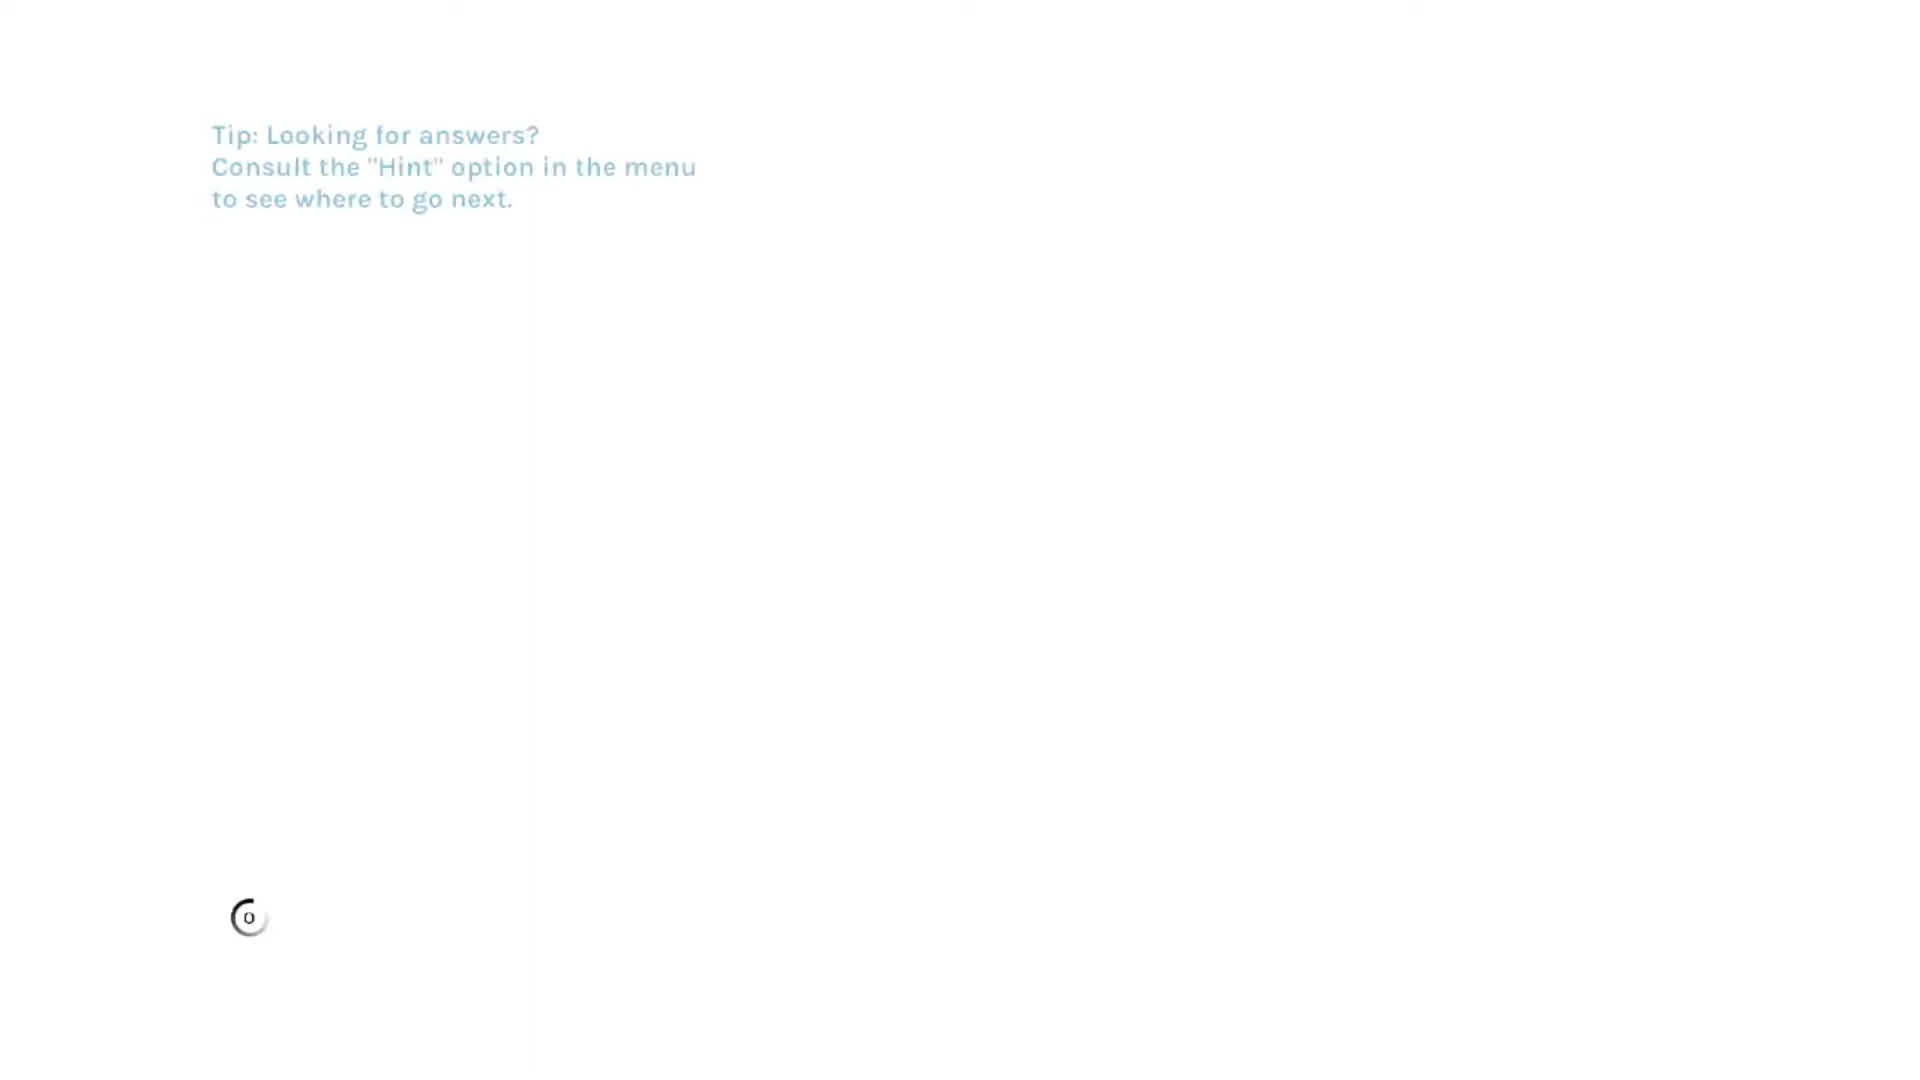 Tip: Looking for answers?
Consult the "Hint" option in the menu
to see where to go next.
0